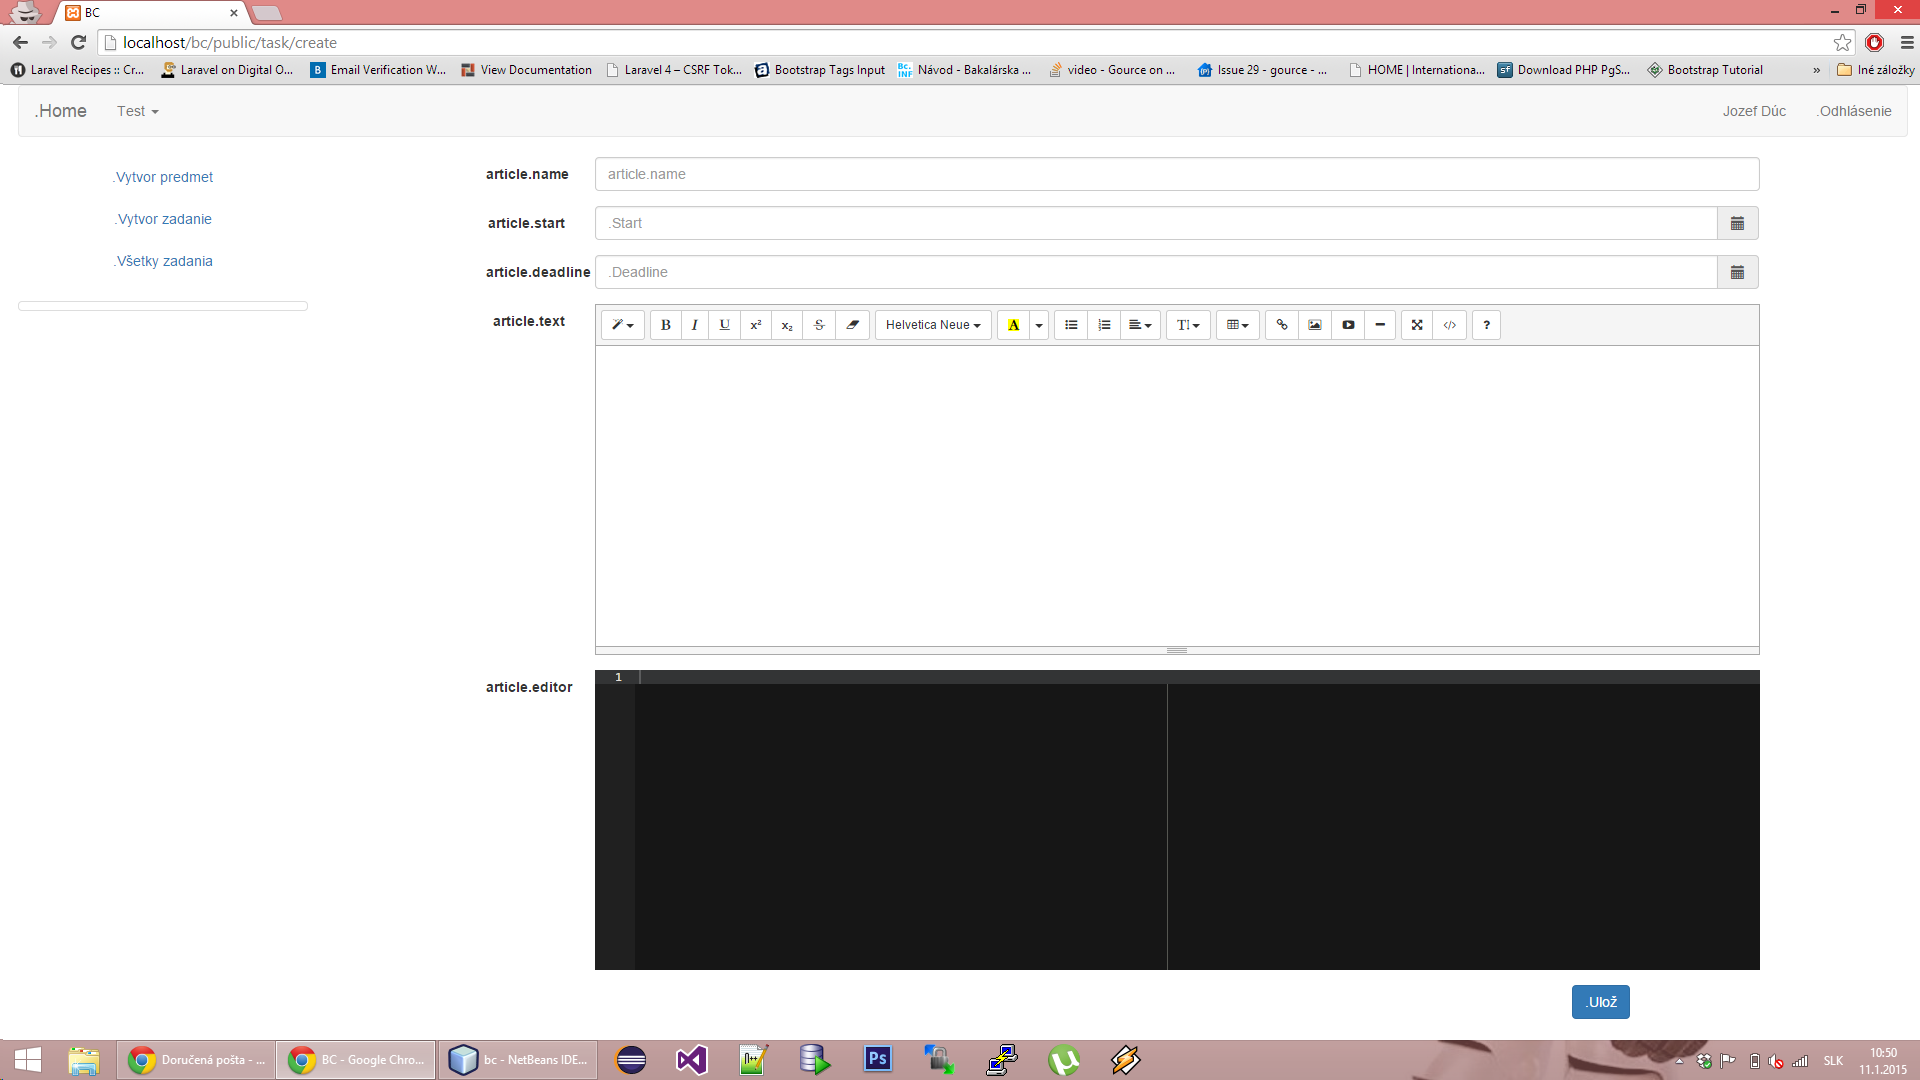 BC
localhost/bc/public/task/create
Laravel Recipes :: Cr... Laravel on Digital O... Email Verification W... View Documentation Laravel 4 – CSRF Tok... Bootstrap Tags Input Návod - Bakalárska ... video - Gource on ... Issue 29 - gource - ... HOME | Internationa... Download PHP PgS... Bootstrap Tutorial » Iné záložky
.Home Test Jozef Dúc .Odhlásenie
.Vytvor predmet
.Vytvor zadanie
.Všetky zadania
article.name article.name
article.start .Start
article.deadline .Deadline
article.text
B I U x² x₂ S Helvetica Neue A TI </> ?
article.editor 1
.Ulož
Doručená pošta - ... BC - Google Chro... bc - NetBeans IDE... Ps SLK 10:50
11.1.2015